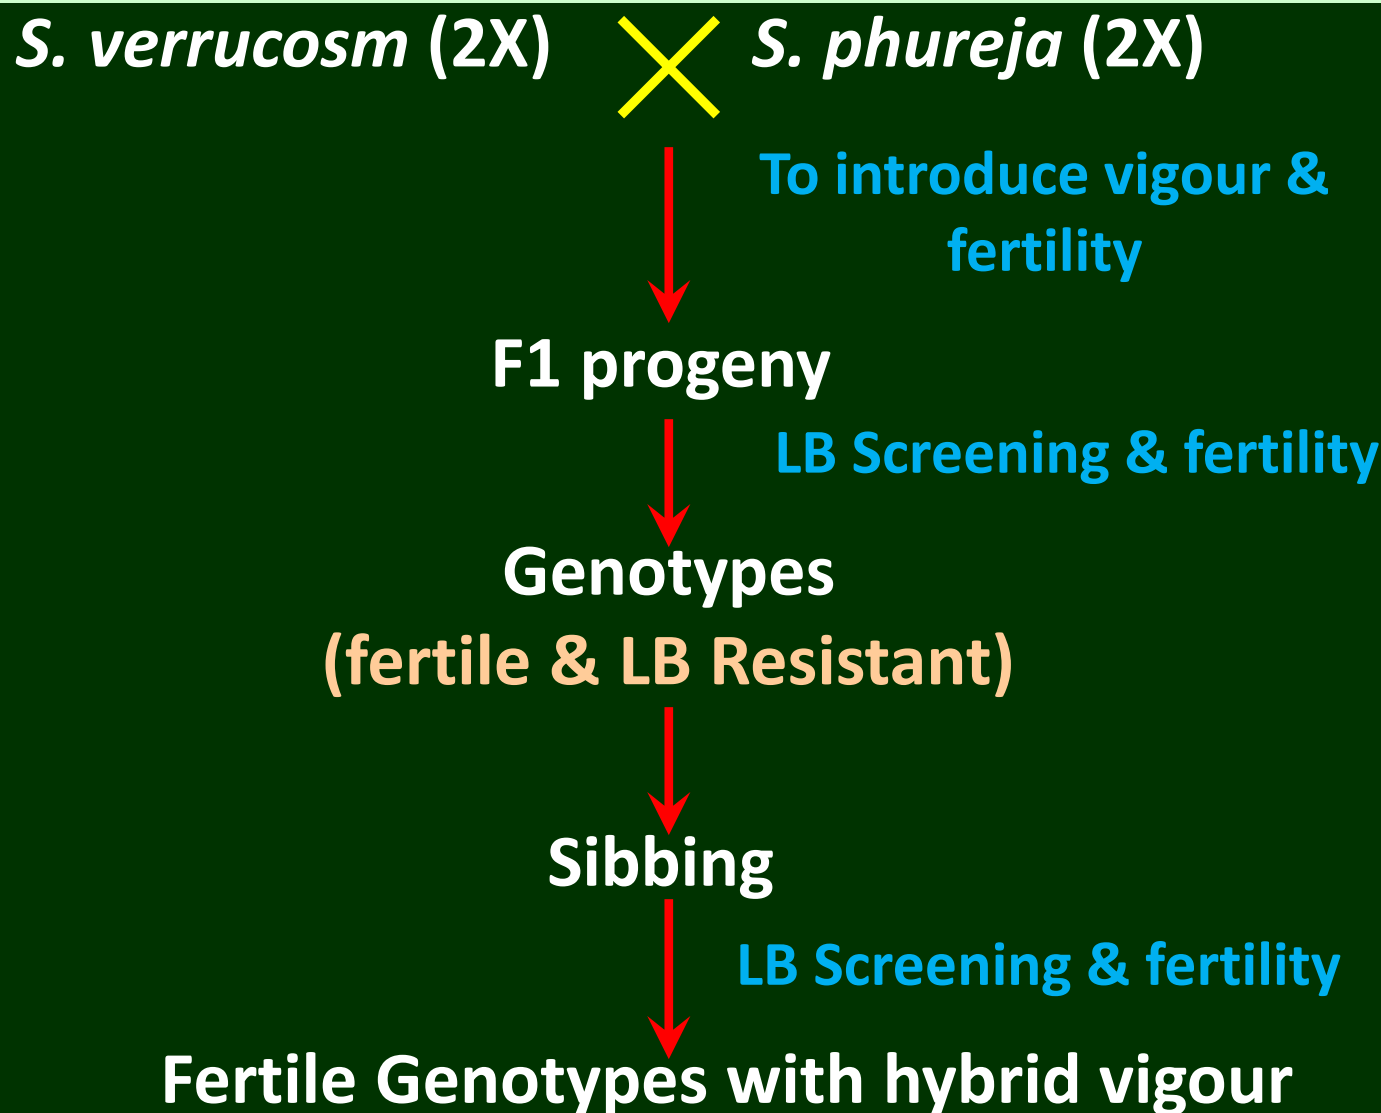 S. verrucosm (2X) S. phureja (2X)
To introduce vigour &
fertility
F1 progeny
LB Screening & fertility
Genotypes
(fertile & LB Resistant)
Sibbing
LB Screening & fertility
Fertile Genotypes with hybrid vigour